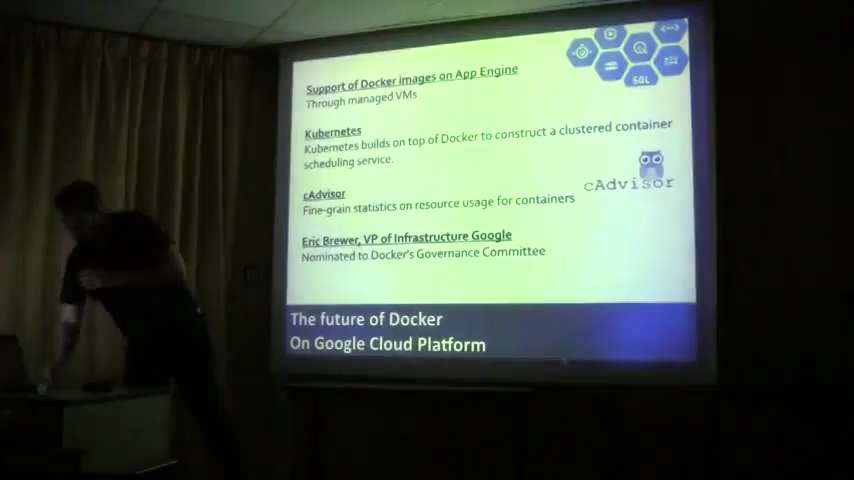 SQL
Support of Docker images on App Engine
Through managed VMs
Kubernetes
Kubernetes builds on top of Docker to construct a clustered container
scheduling service.
cAdvisor
cAdvisor
Fine-grain statistics on resource usage for containers
Eric Brewer, VP of Infrastructure Google
Nominated to Docker's Governance Committee
The future of Docker
On Google Cloud Platform